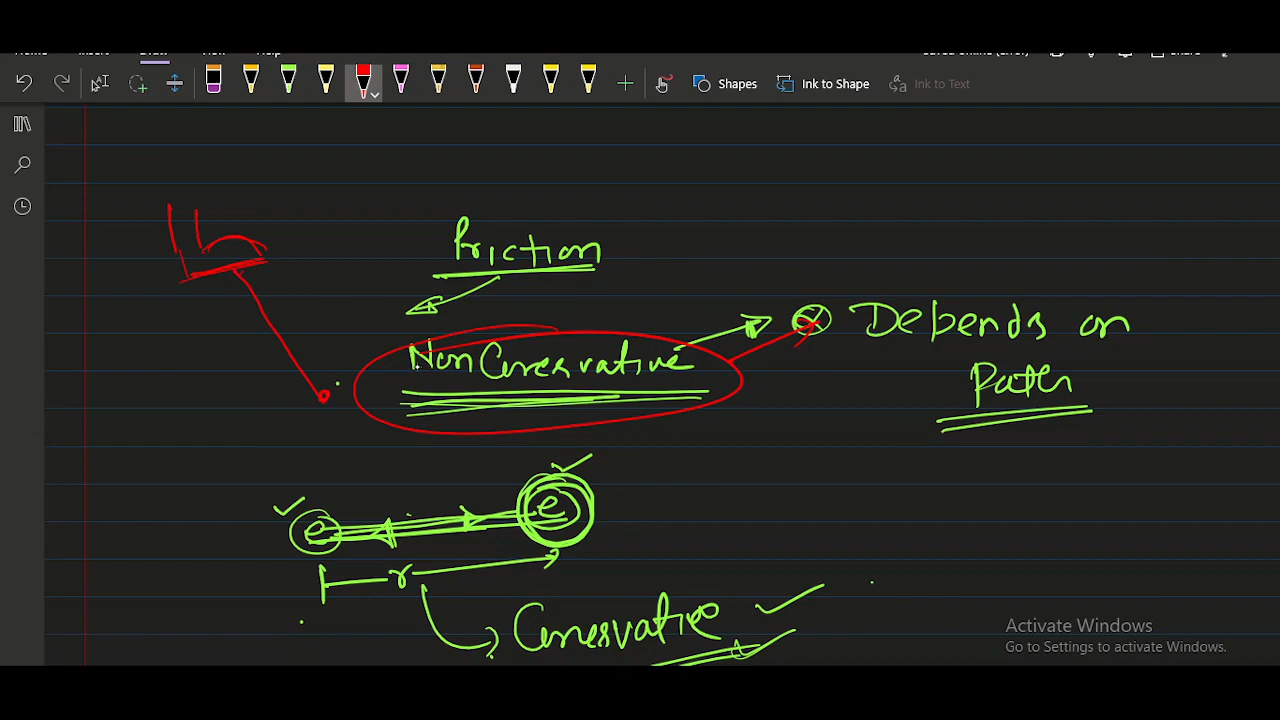 Shapes
Ink to Shape
Ink to Text
Friction
Non Conservative
Depends on
Path
e
e
r
Conservative
Activate Windows
Go to Settings to activate Windows.